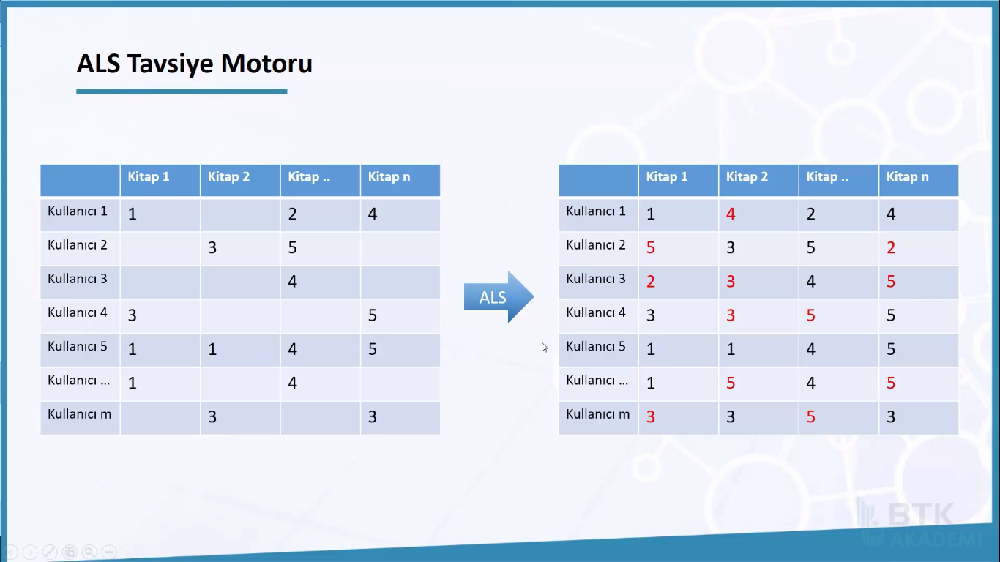 ALS Tavsiye Motoru
Kitap 1 Kitap 2 Kitap .. Kitap n
Kullanıcı 1 1 2 4
Kullanıcı 2 3 5
Kullanıcı 3 4
Kullanıcı 4 3 5
Kullanıcı 5 1 1 4 5
Kullanıcı ... 1 4
Kullanıcı m 3 3
ALS
Kitap 1 Kitap 2 Kitap .. Kitap n
Kullanıcı 1 1 4 2 4
Kullanıcı 2 5 3 5 2
Kullanıcı 3 2 3 4 5
Kullanıcı 4 3 3 5 5
Kullanıcı 5 1 1 4 5
Kullanıcı ... 1 5 4 5
Kullanıcı m 3 3 5 3
BTK
AKADEMİ